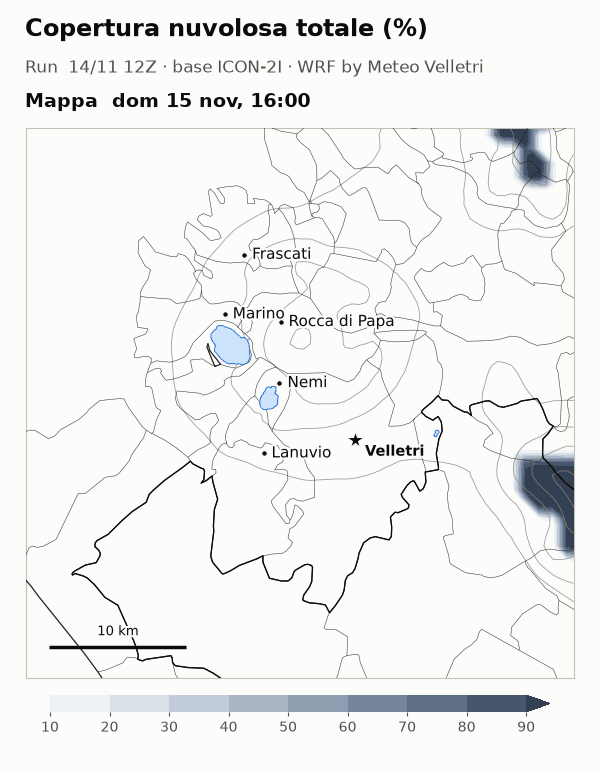 Copertura nuvolosa totale (%)
Run  14/11 12Z · base ICON-2I · WRF by Meteo Velletri
Mappa  dom 15 nov, 16:00
Frascati
Marino
Rocca di Papa
Nemi
Velletri
Lanuvio
10 km
10 20 30 40 50 60 70 80 90